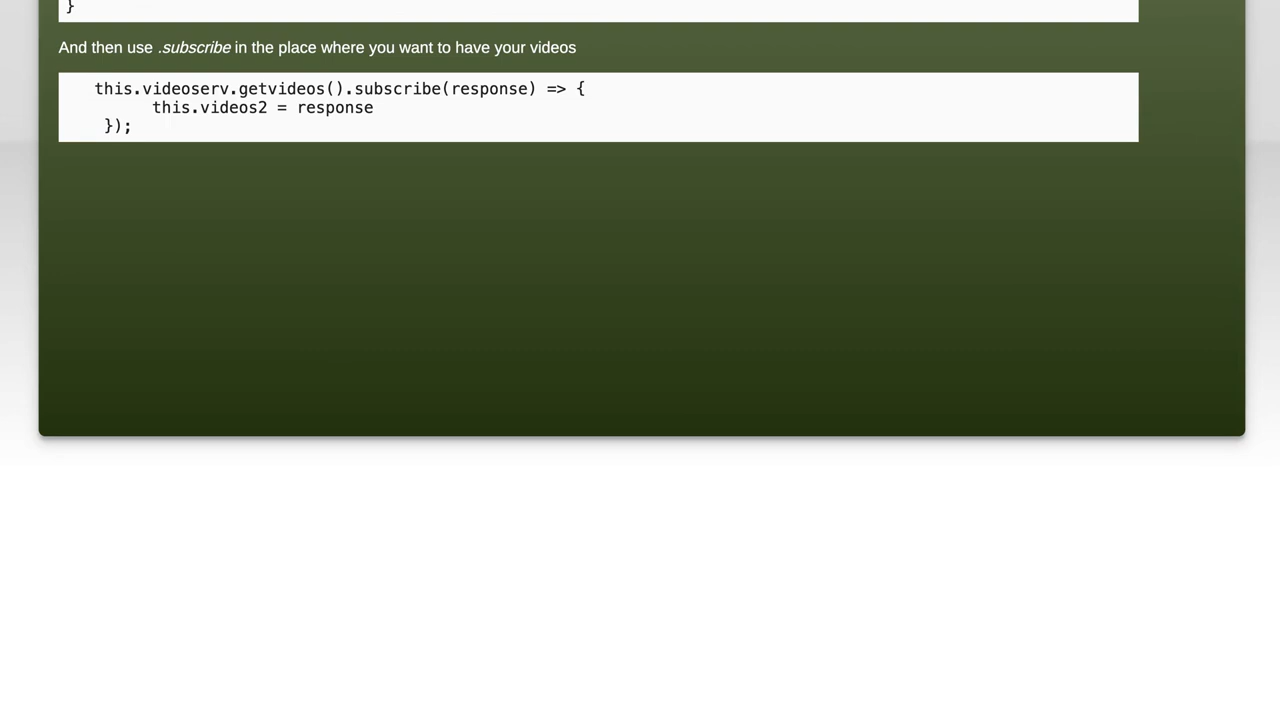 }
And then use .subscribe in the place where you want to have your videos
this.videoserv.getvideos().subscribe(response) => {
this.videos2 = response
});